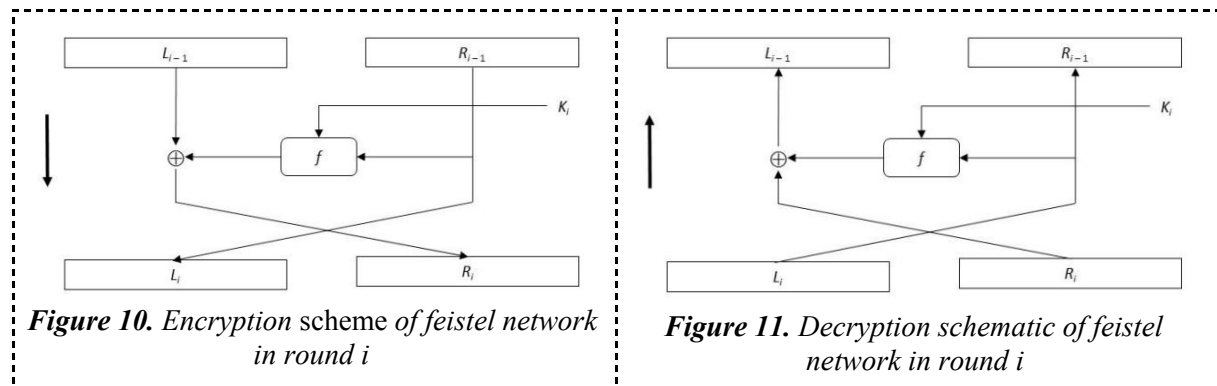 L_{i-1} R_{i-1}
K_i
⊕ f
L_i R_i
Figure 10. Encryption scheme of feistel network
in round i
L_{i-1} R_{i-1}
K_i
⊕ f
L_i R_i
Figure 11. Decryption schematic of feistel
network in round i